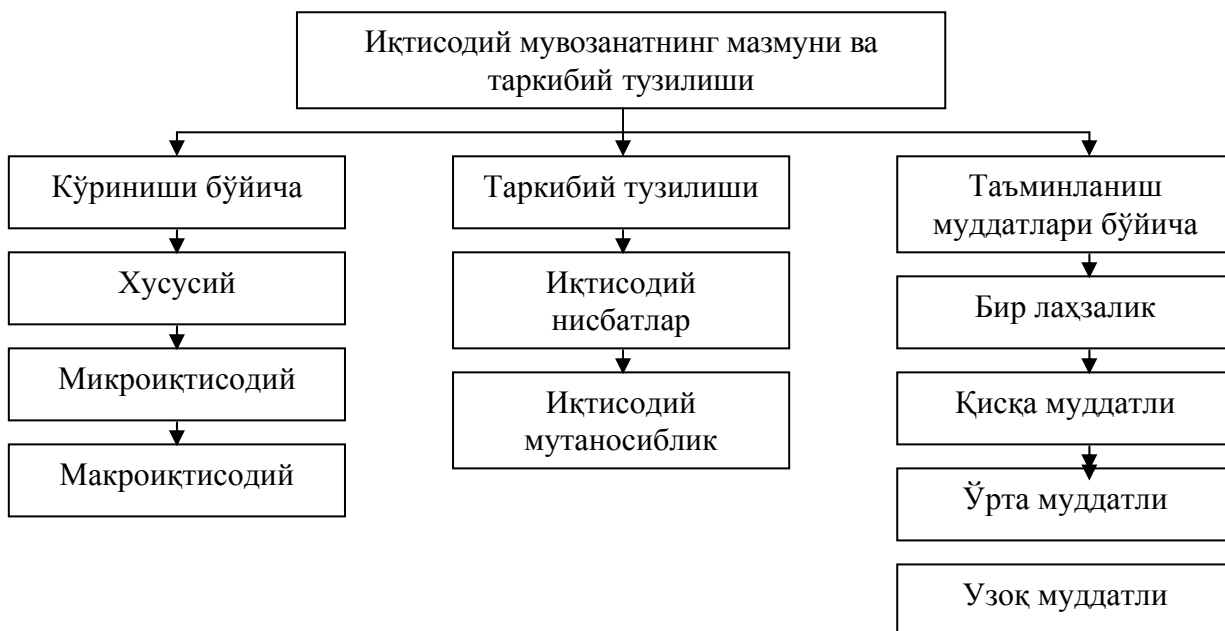 Иқтисодий мувозанатнинг мазмуни ва
таркибий тузилиши
Кўриниши бўйича
Хусусий
Микроиқтисодий
Макроиқтисодий
Таркибий тузилиши
Иқтисодий
нисбатлар
Иқтисодий
мутаносиблик
Таъминланиш
муддатлари бўйича
Бир лаҳзалик
Қисқа муддатли
Ўрта муддатли
Узоқ муддатли